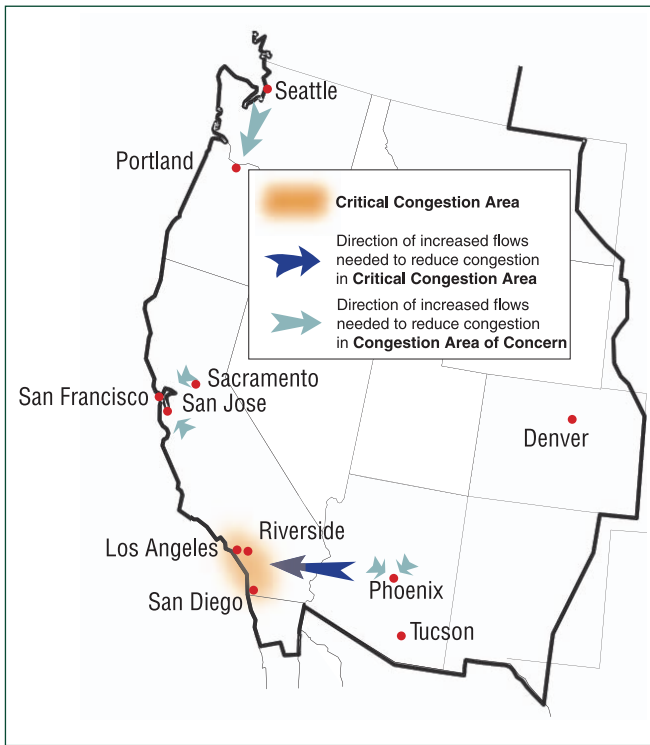 Seattle
Portland
Critical Congestion Area
Direction of increased flows
needed to reduce congestion
in Critical Congestion Area
Direction of increased flows
needed to reduce congestion
in Congestion Area of Concern
Sacramento
San Francisco
San Jose
Denver
Riverside
Los Angeles
San Diego
Phoenix
Tucson